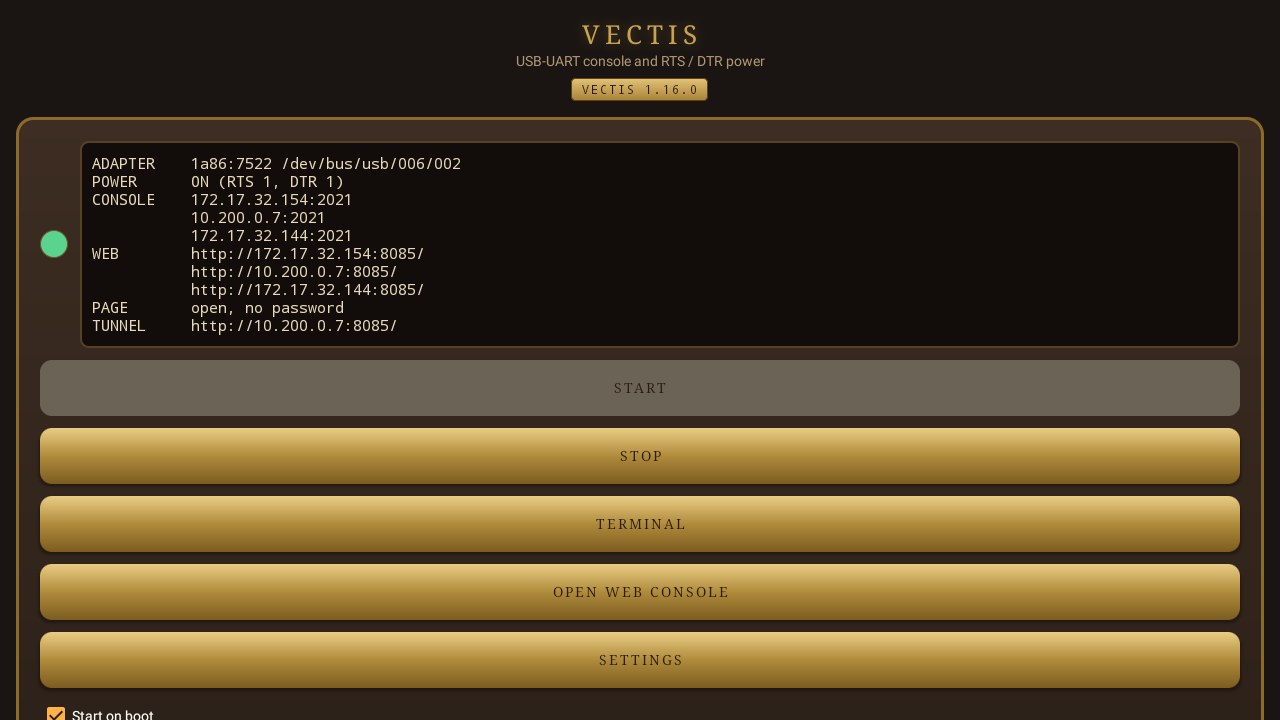 VECTIS
USB-UART console and RTS / DTR power
VECTIS 1.16.0
ADAPTER 1a86:7522 /dev/bus/usb/006/002
POWER ON (RTS 1, DTR 1)
CONSOLE 172.17.32.154:2021
10.200.0.7:2021
172.17.32.144:2021
WEB http://172.17.32.154:8085/
http://10.200.0.7:8085/
http://172.17.32.144:8085/
PAGE open, no password
TUNNEL http://10.200.0.7:8085/
START
STOP
TERMINAL
OPEN WEB CONSOLE
SETTINGS
Start on boot